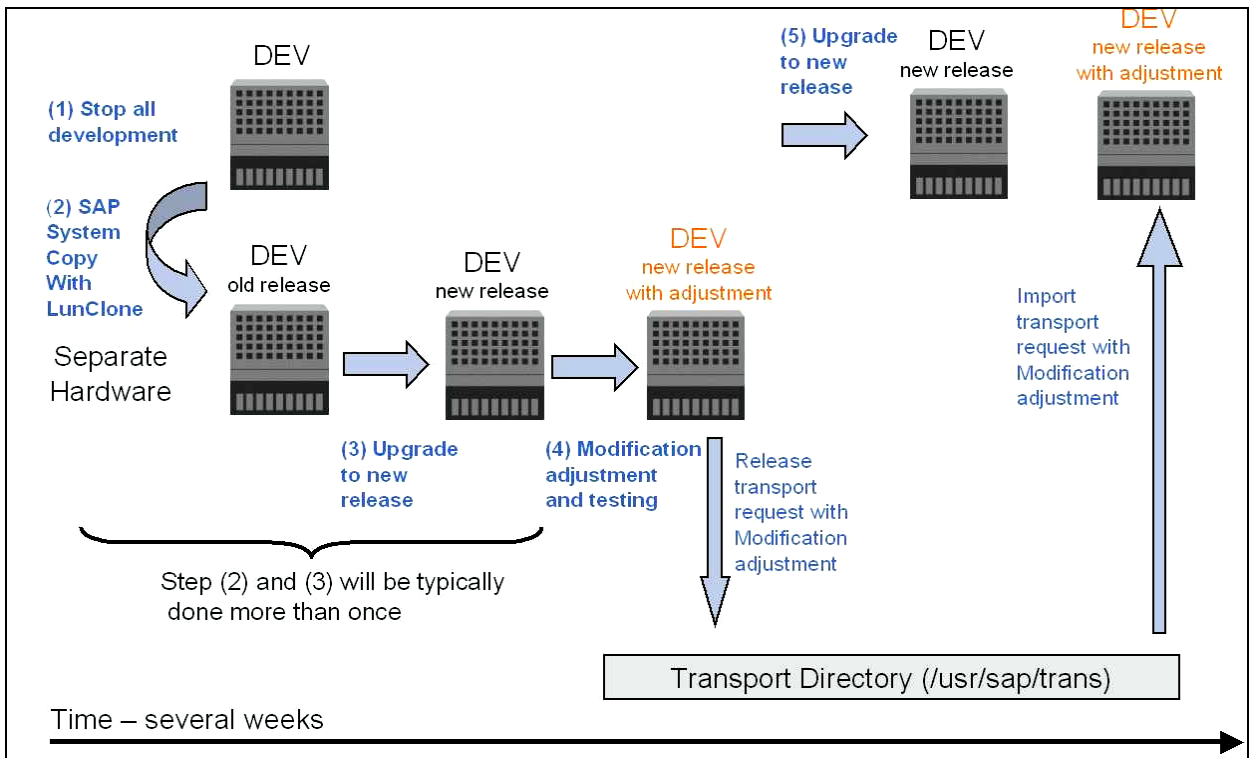 DEV
(1) Stop all
development
(2) SAP
System
Copy
With
LunClone
DEV
old release
Separate
Hardware
(3) Upgrade
to new
release
DEV
new release
(4) Modification
adjustment
and testing
DEV
new release
with adjustment
Release
transport
request with
Modification
adjustment
Step (2) and (3) will be typically
done more than once
(5) Upgrade
to new
release
DEV
new release
DEV
new release
with adjustment
Import
transport
request with
Modification
adjustment
Transport Directory (/usr/sap/trans)
Time – several weeks